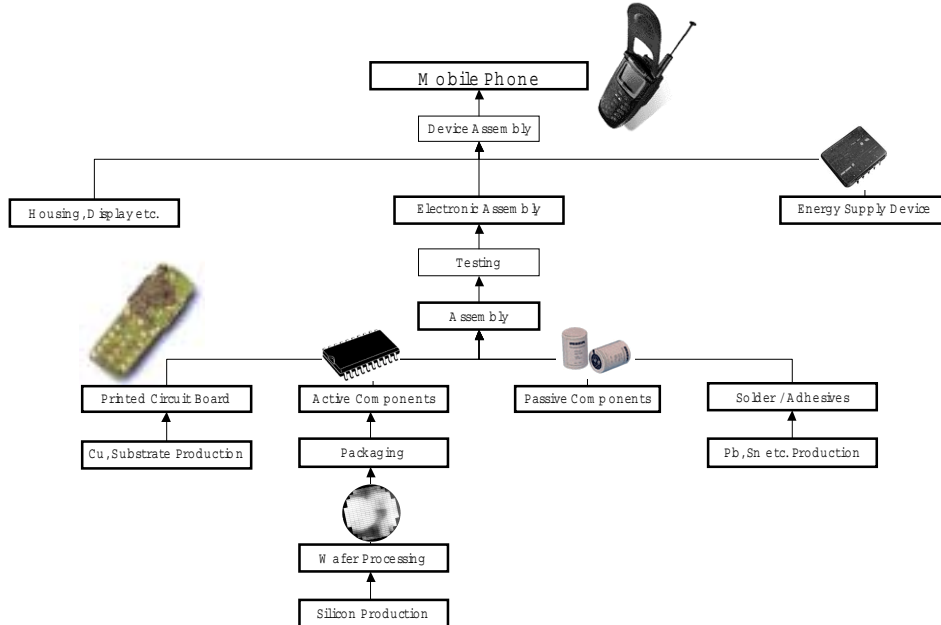 Mobile Phone
Device Assembly
Housing, Display etc.
Electronic Assembly
Energy Supply Device
Testing
Assembly
Printed Circuit Board
Active Components
Passive Components
Solder / Adhesives
Cu, Substrate Production
Packaging
Pb, Sn etc. Production
Wafer Processing
Silicon Production